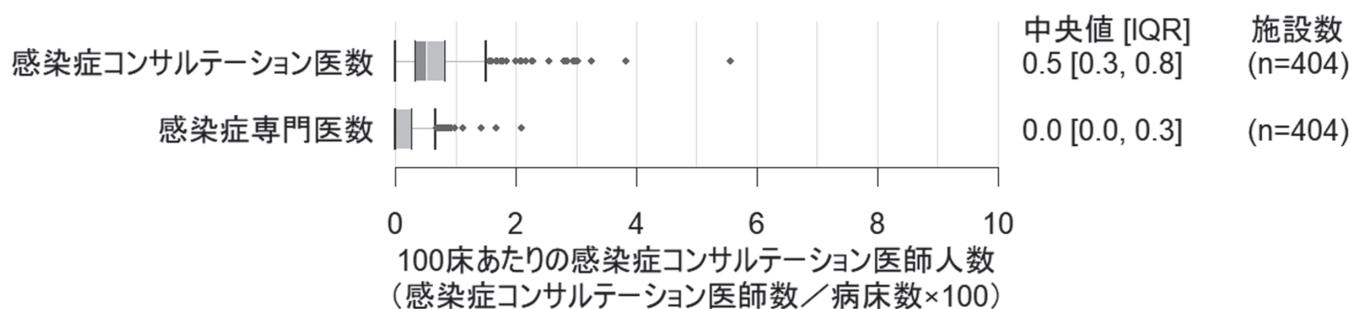 中央値 [IQR] 施設数
感染症コンサルテーション医数 0.5 [0.3, 0.8] (n=404)
感染症専門医数 0.0 [0.0, 0.3] (n=404)
0 2 4 6 8 10
100床あたりの感染症コンサルテーション医師人数
（感染症コンサルテーション医師数／病床数×100）